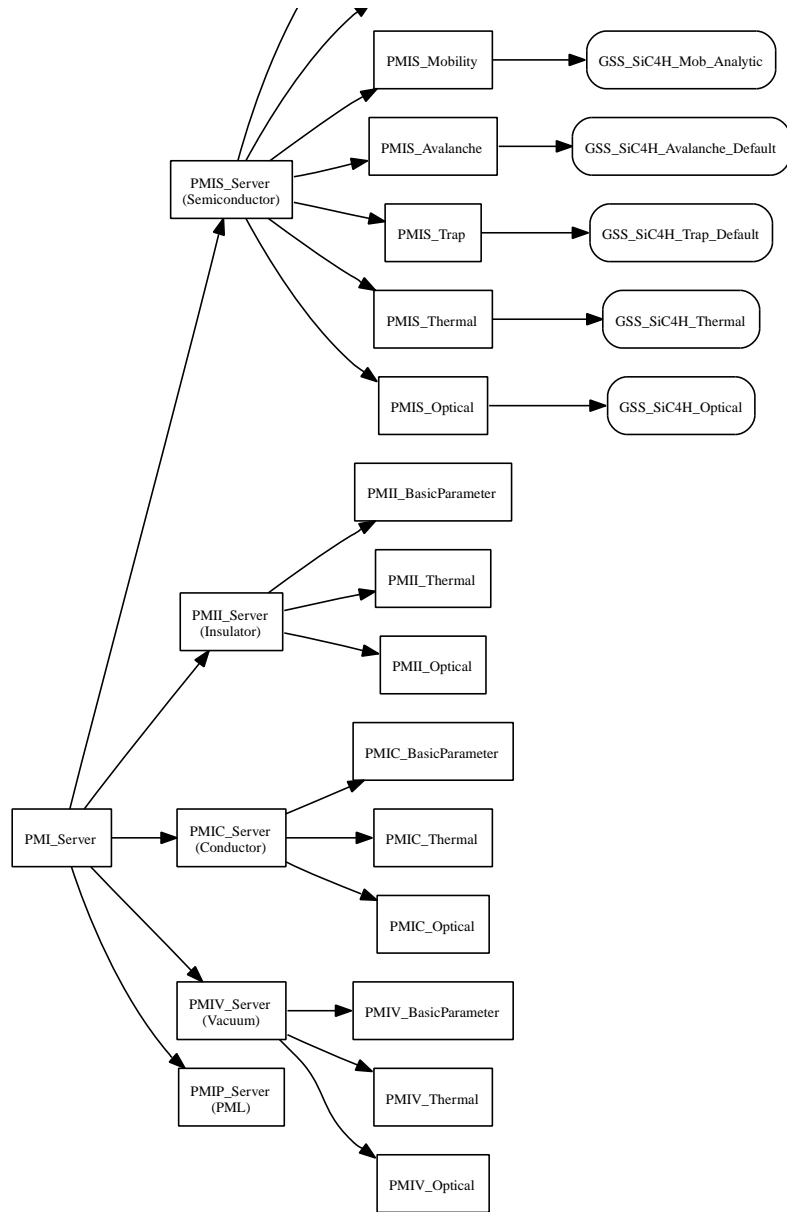 PMIS_Mobility
GSS_SiC4H_Mob_Analytic
PMIS_Avalanche
GSS_SiC4H_Avalanche_Default
PMIS_Server
(Semiconductor)
PMIS_Trap
GSS_SiC4H_Trap_Default
PMIS_Thermal
GSS_SiC4H_Thermal
PMIS_Optical
GSS_SiC4H_Optical
PMII_BasicParameter
PMII_Thermal
PMII_Server
(Insulator)
PMII_Optical
PMIC_BasicParameter
PMI_Server
PMIC_Server
(Conductor)
PMIC_Thermal
PMIC_Optical
PMIV_Server
(Vacuum)
PMIV_BasicParameter
PMIP_Server
(PML)
PMIV_Thermal
PMIV_Optical